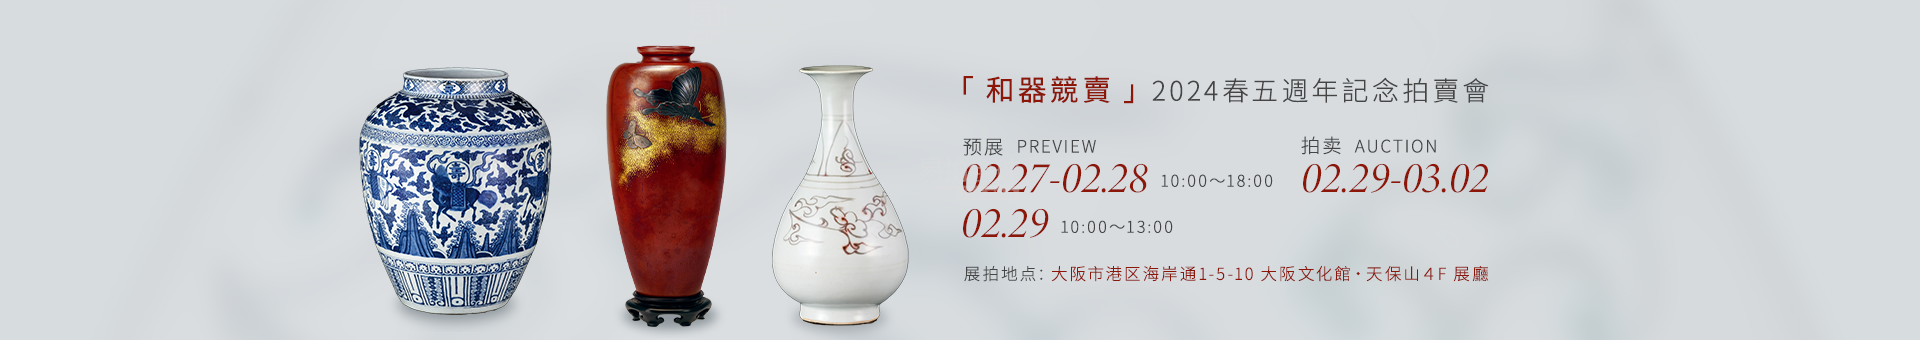 「 和器競賣 」 2024春五週年記念拍賣會
预展 PREVIEW
02.27-02.28 10:00～18:00
02.29 10:00～13:00
拍卖 AUCTION
02.29-03.02
展拍地点: 大阪市港区海岸通1-5-10 大阪文化館・天保山４F 展廳